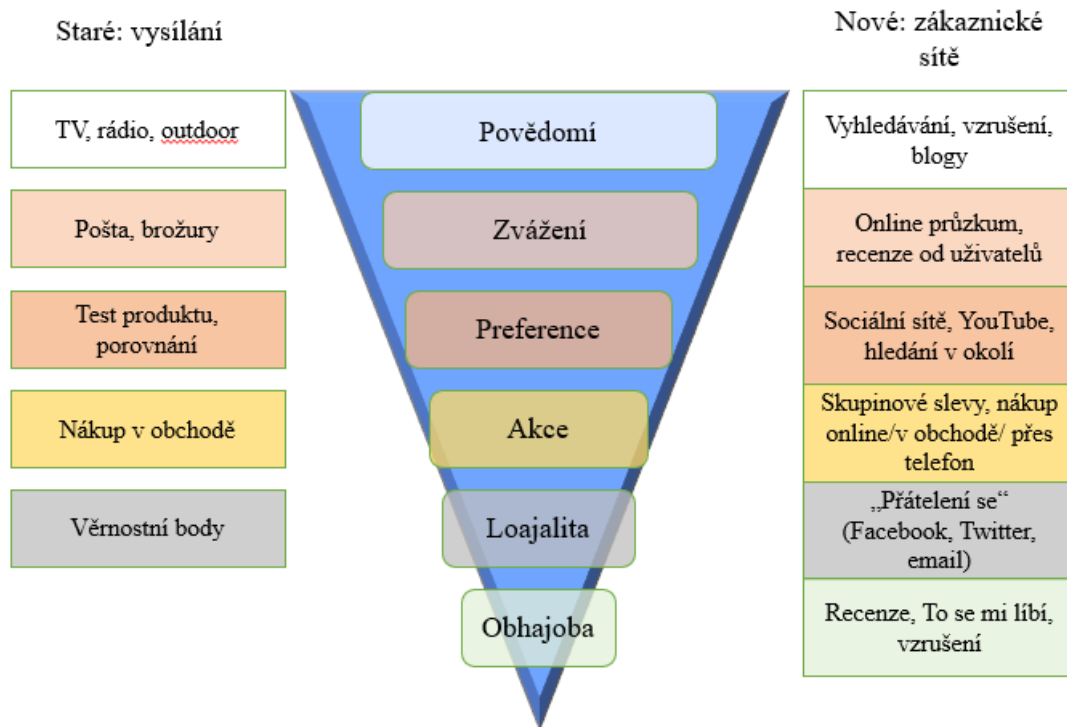 Staré: vysílání
Nové: zákaznické
sítě
TV, rádio, outdoor
Povědomí
Vyhledávání, vzrušení,
blogy
Pošta, brožury
Zvážení
Online průzkum,
recenze od uživatelů
Test produktu,
porovnání
Preference
Sociální sítě, YouTube,
hledání v okolí
Nákup v obchodě
Akce
Skupinové slevy, nákup
online/v obchodě/ přes
telefon
Věrnostní body
Loajalita
„Přátelení se“
(Facebook, Twitter,
email)
Obhajoba
Recenze, To se mi líbí,
vzrušení